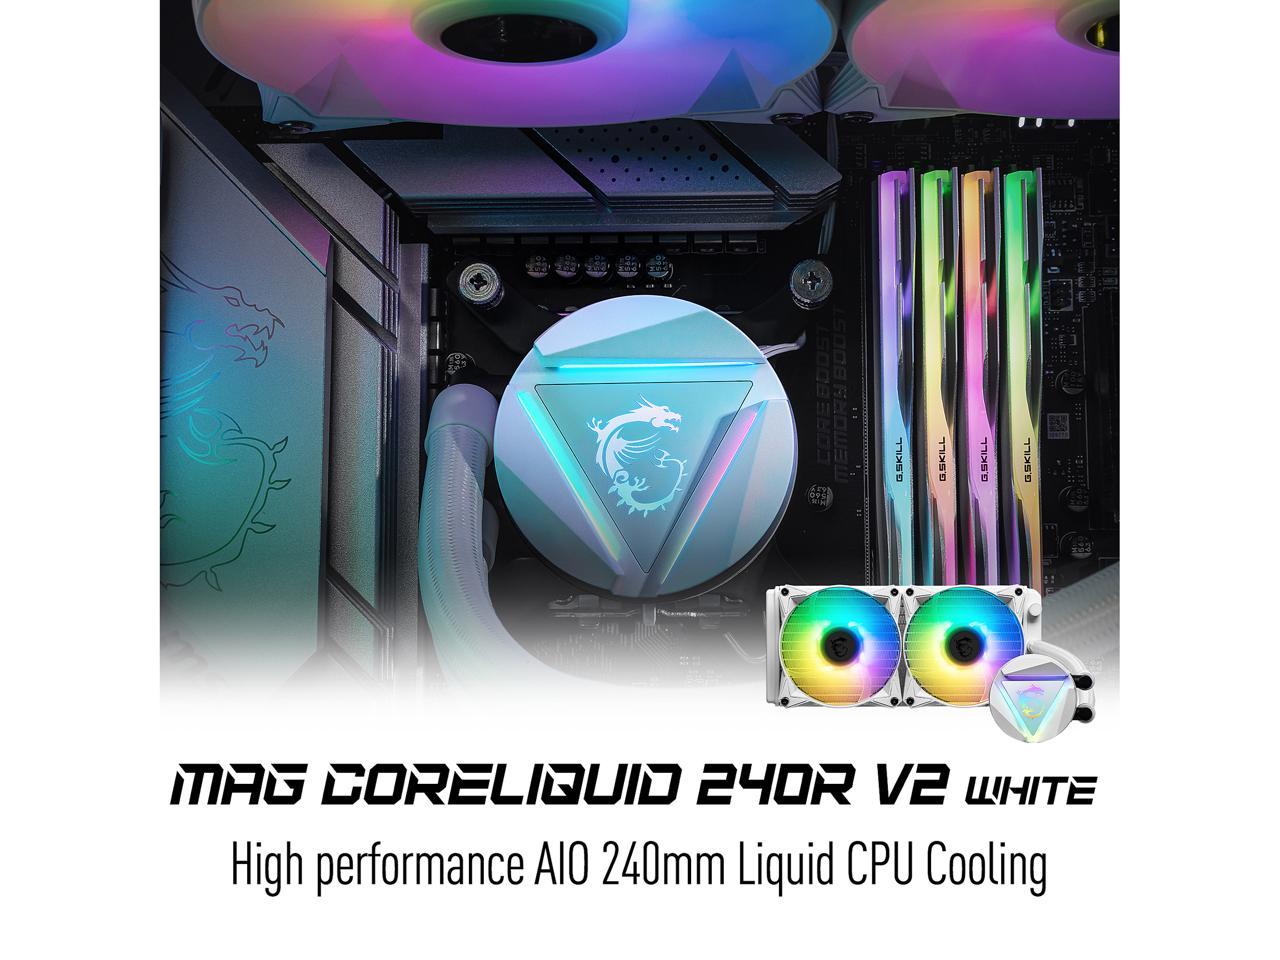 CORE BOOST
MEMORY BOOST
G.SKILL
G.SKILL
G.SKILL
G.SKILL
MAG CORELIQUID 240R V2 WHITE
High performance AIO 240mm Liquid CPU Cooling